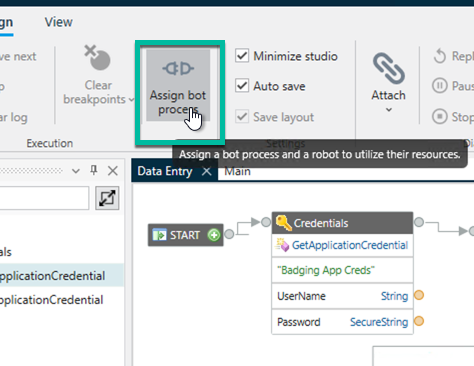 gn
View
ve next
Clear
breakpoints
Assign bot
process
Minimize studio
Auto save
Save layout
Attach
Repl
Paus
Stop
ar log
Execution
Settings
Assign a bot process and a robot to utilize their resources.
Data Entry
Main
START
Credentials
GetApplicationCredential
"Badging App Creds"
UserName
String
Password
SecureString
als
pplicationCredential
pplicationCredential